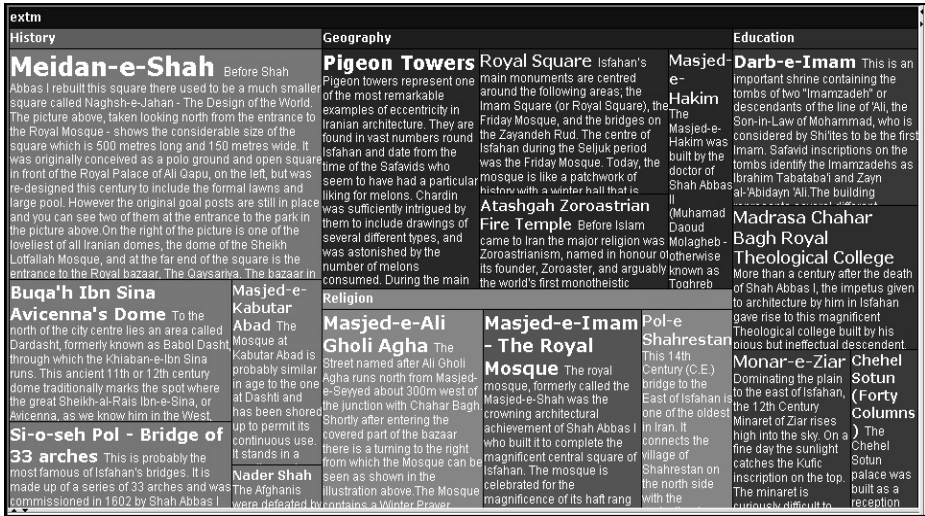 extm
History
Meidan-e-Shah Before Shah
Abbas I rebuilt this square there used to be a much smaller
square called Naghsh-e-Jahan - The Design of the World.
The picture above, taken looking north from the entrance to
the Royal Mosque - shows the considerable size of the
square which is 500 metres long and 150 metres wide. It
was originally conceived as a polo ground and open square
in front of the Royal Palace of Ali Qapu, on the left, but was
re-designed this century to include the formal lawns and
large pool. However the original goal posts are still in place
and you can see two of them at the entrance to the park in
the picture above.On the right of the picture is one of the
loveliest of all Iranian domes, the dome of the Sheikh
Lotfallah Mosque, and at the far end of the square is the
entrance to the Royal bazaar, The Qaysariya. The bazaar in
Buqa'h Ibn Sina
Avicenna's Dome To the
north of the city centre lies an area called
Dardasht, formerly known as Babol Dasht,
through which the Khiaban-e-Ibn Sina
runs. This ancient 11th or 12th century
dome traditionally marks the spot where
the great Sheikh-al-Rais Ibn-e-Sina, or
Avicenna, as we know him in the West,
Si-o-seh Pol - Bridge of
33 arches This is probably the
most famous of Isfahan's bridges. It is
made up of a series of 33 arches and was
commissioned in 1602 by Shah Abbas I
Masjed-e-
Kabutar
Abad The
Mosque at
Kabutar Abad is
probably similar
in age to the one
at Dashti and
has been shored
up to permit its
continuous use.
It stands in a
Nader Shah
The Afghanis
were defeated by
Geography
Pigeon Towers
Pigeon towers represent one
of the most remarkable
examples of eccentricity in
Iranian architecture. They are
found in vast numbers round
Isfahan and date from the
time of the Safavids who
seem to have had a particular
liking for melons. Chardin
was sufficiently intrigued by
them to include drawings of
several different types, and
was astonished by the
number of melons
consumed. During the main
Royal Square Isfahan's
main monuments are centred
around the following areas; the
Imam Square (or Royal Square), the
Friday Mosque, and the bridges on
the Zayandeh Rud. The centre of
Isfahan during the Seljuk period
was the Friday Mosque. Today, the
mosque is like a patchwork of
history with a winter hall that is
Atashgah Zoroastrian
Fire Temple Before Islam
came to Iran the major religion was
Zoroastrianism, named in honour of
its founder, Zoroaster, and arguably
the world's first monotheistic
Masjed-
e-
Hakim
The
Masjed-e-
Hakim was
built by the
doctor of
Shah Abbas
II
(Muhamad
Daoud
Molagheb -
otherwise
known as
Toghreb
Religion
Masjed-e-Ali
Gholi Agha The
Street named after Ali Gholi
Agha runs north from Masjed-
e-Seyyed about 300m west of
the junction with Chahar Bagh.
Shortly after entering the
covered part of the bazaar
there is a turning to the right
from which the Mosque can be
seen as shown in the
illustration above.The Mosque
contains a Winter Prayer
Masjed-e-Imam
- The Royal
Mosque The royal
mosque, formerly called the
Masjed-e-Shah was the
crowning architectural
achievement of Shah Abbas I
who built it to complete the
magnificent central square of
Isfahan. The mosque is
celebrated for the
magnificence of its haft rang
Pol-e
Shahrestan
This 14th
Century (C.E.)
bridge to the
East of Isfahan is
one of the oldest
in Iran. It
connects the
village of
Shahrestan on
the north side
with the
Education
Darb-e-Imam This is an
important shrine containing the
tombs of two "Imamzadeh" or
descendants of the line of 'Ali, the
Son-in-Law of Mohammad, who is
considered by Shi'ites to be the first
Imam. Safavid inscriptions on the
tombs identify the Imamzadehs as
Ibrahim Tabataba'i and Zayn
al-'Abidayn 'Ali.The building
represents several different
Madrasa Chahar
Bagh Royal
Theological College
More than a century after the death
of Shah Abbas I, the impetus given
to architecture by him in Isfahan
gave rise to this magnificent
Theological college built by his
pious but ineffectual descendent.
Monar-e-Ziar
Dominating the plain
to the east of Isfahan,
the 12th Century
Minaret of Ziar rises
high into the sky. On a
fine day the sunlight
catches the Kufic
inscription on the top.
The minaret is
curiously difficult to
Chehel
Sotun
(Forty
Columns
) The
Chehel
Sotun
palace was
built as a
reception